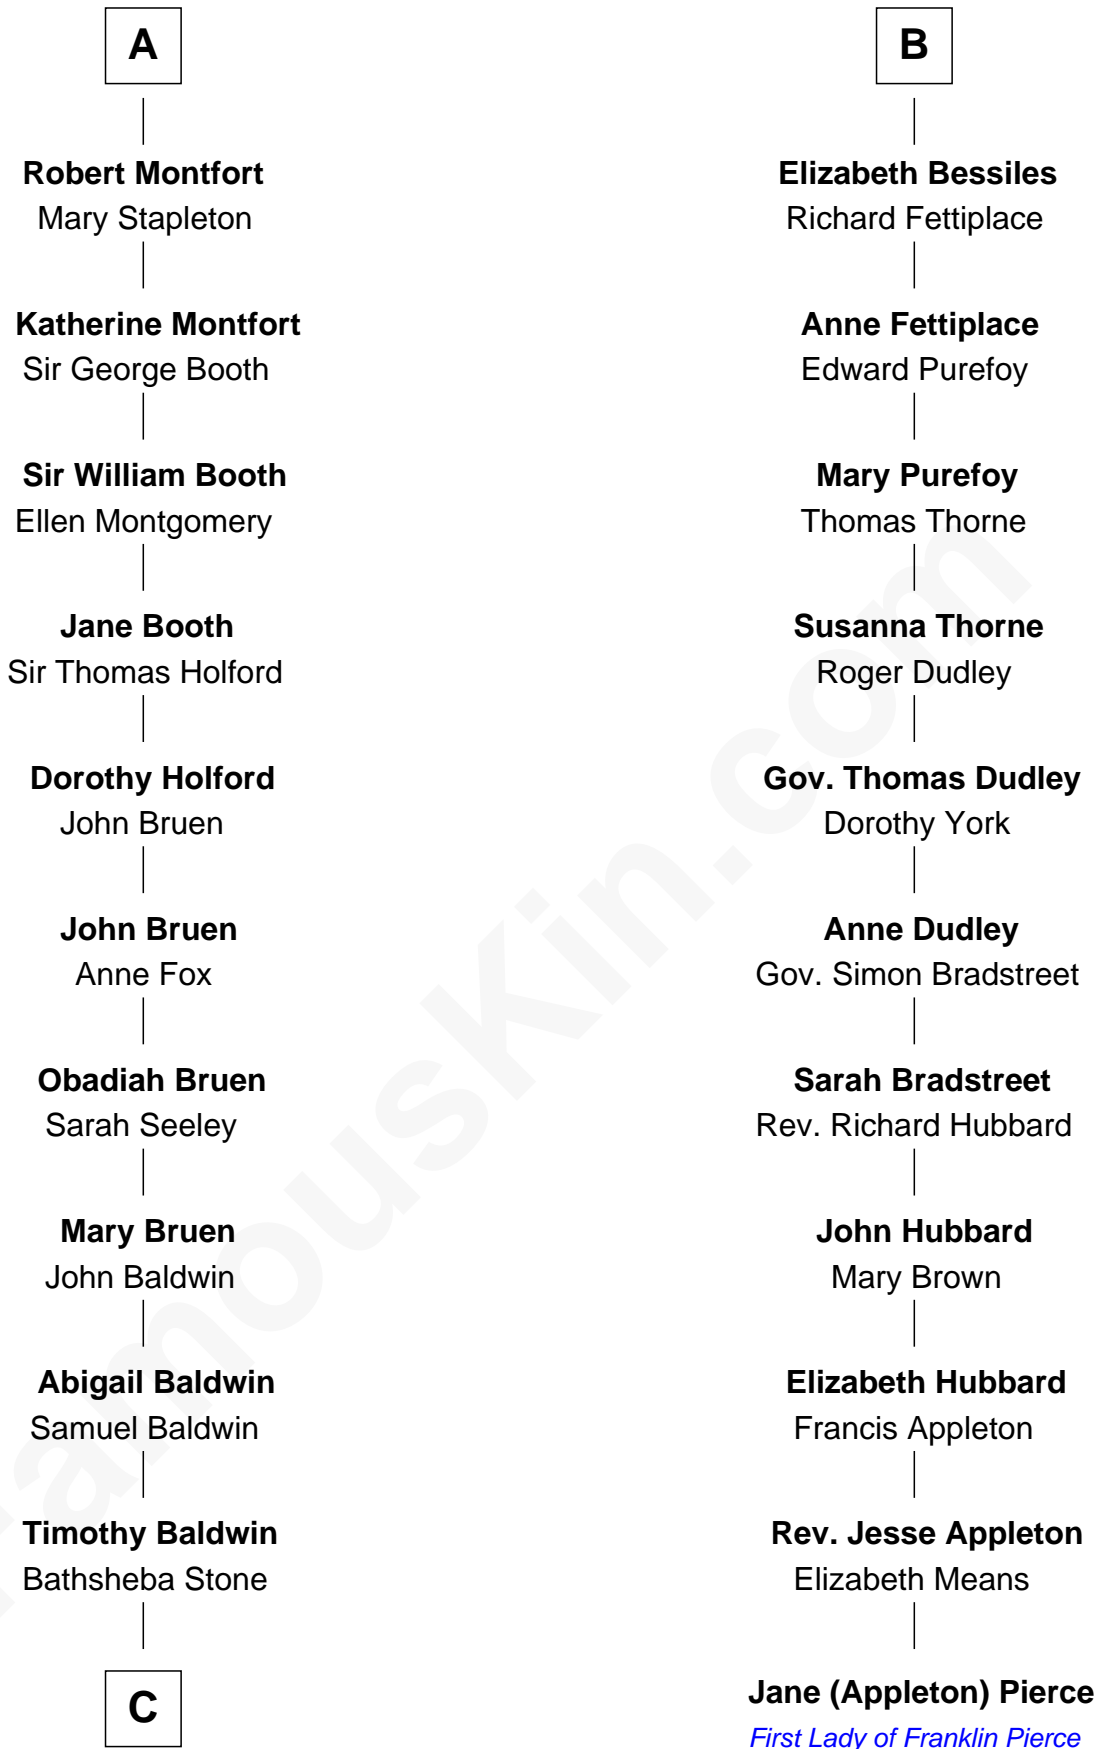 A
Robert Montfort
Mary Stapleton
Katherine Montfort
Sir George Booth
Sir William Booth
Ellen Montgomery
Jane Booth
Sir Thomas Holford
Dorothy Holford
John Bruen
John Bruen
Anne Fox
Obadiah Bruen
Sarah Seeley
Mary Bruen
John Baldwin
Abigail Baldwin
Samuel Baldwin
Timothy Baldwin
Bathsheba Stone
C
B
Elizabeth Bessiles
Richard Fettiplace
Anne Fettiplace
Edward Purefoy
Mary Purefoy
Thomas Thorne
Susanna Thorne
Roger Dudley
Gov. Thomas Dudley
Dorothy York
Anne Dudley
Gov. Simon Bradstreet
Sarah Bradstreet
Rev. Richard Hubbard
John Hubbard
Mary Brown
Elizabeth Hubbard
Francis Appleton
Rev. Jesse Appleton
Elizabeth Means
Jane (Appleton) Pierce
First Lady of Franklin Pierce
FamousKin.com